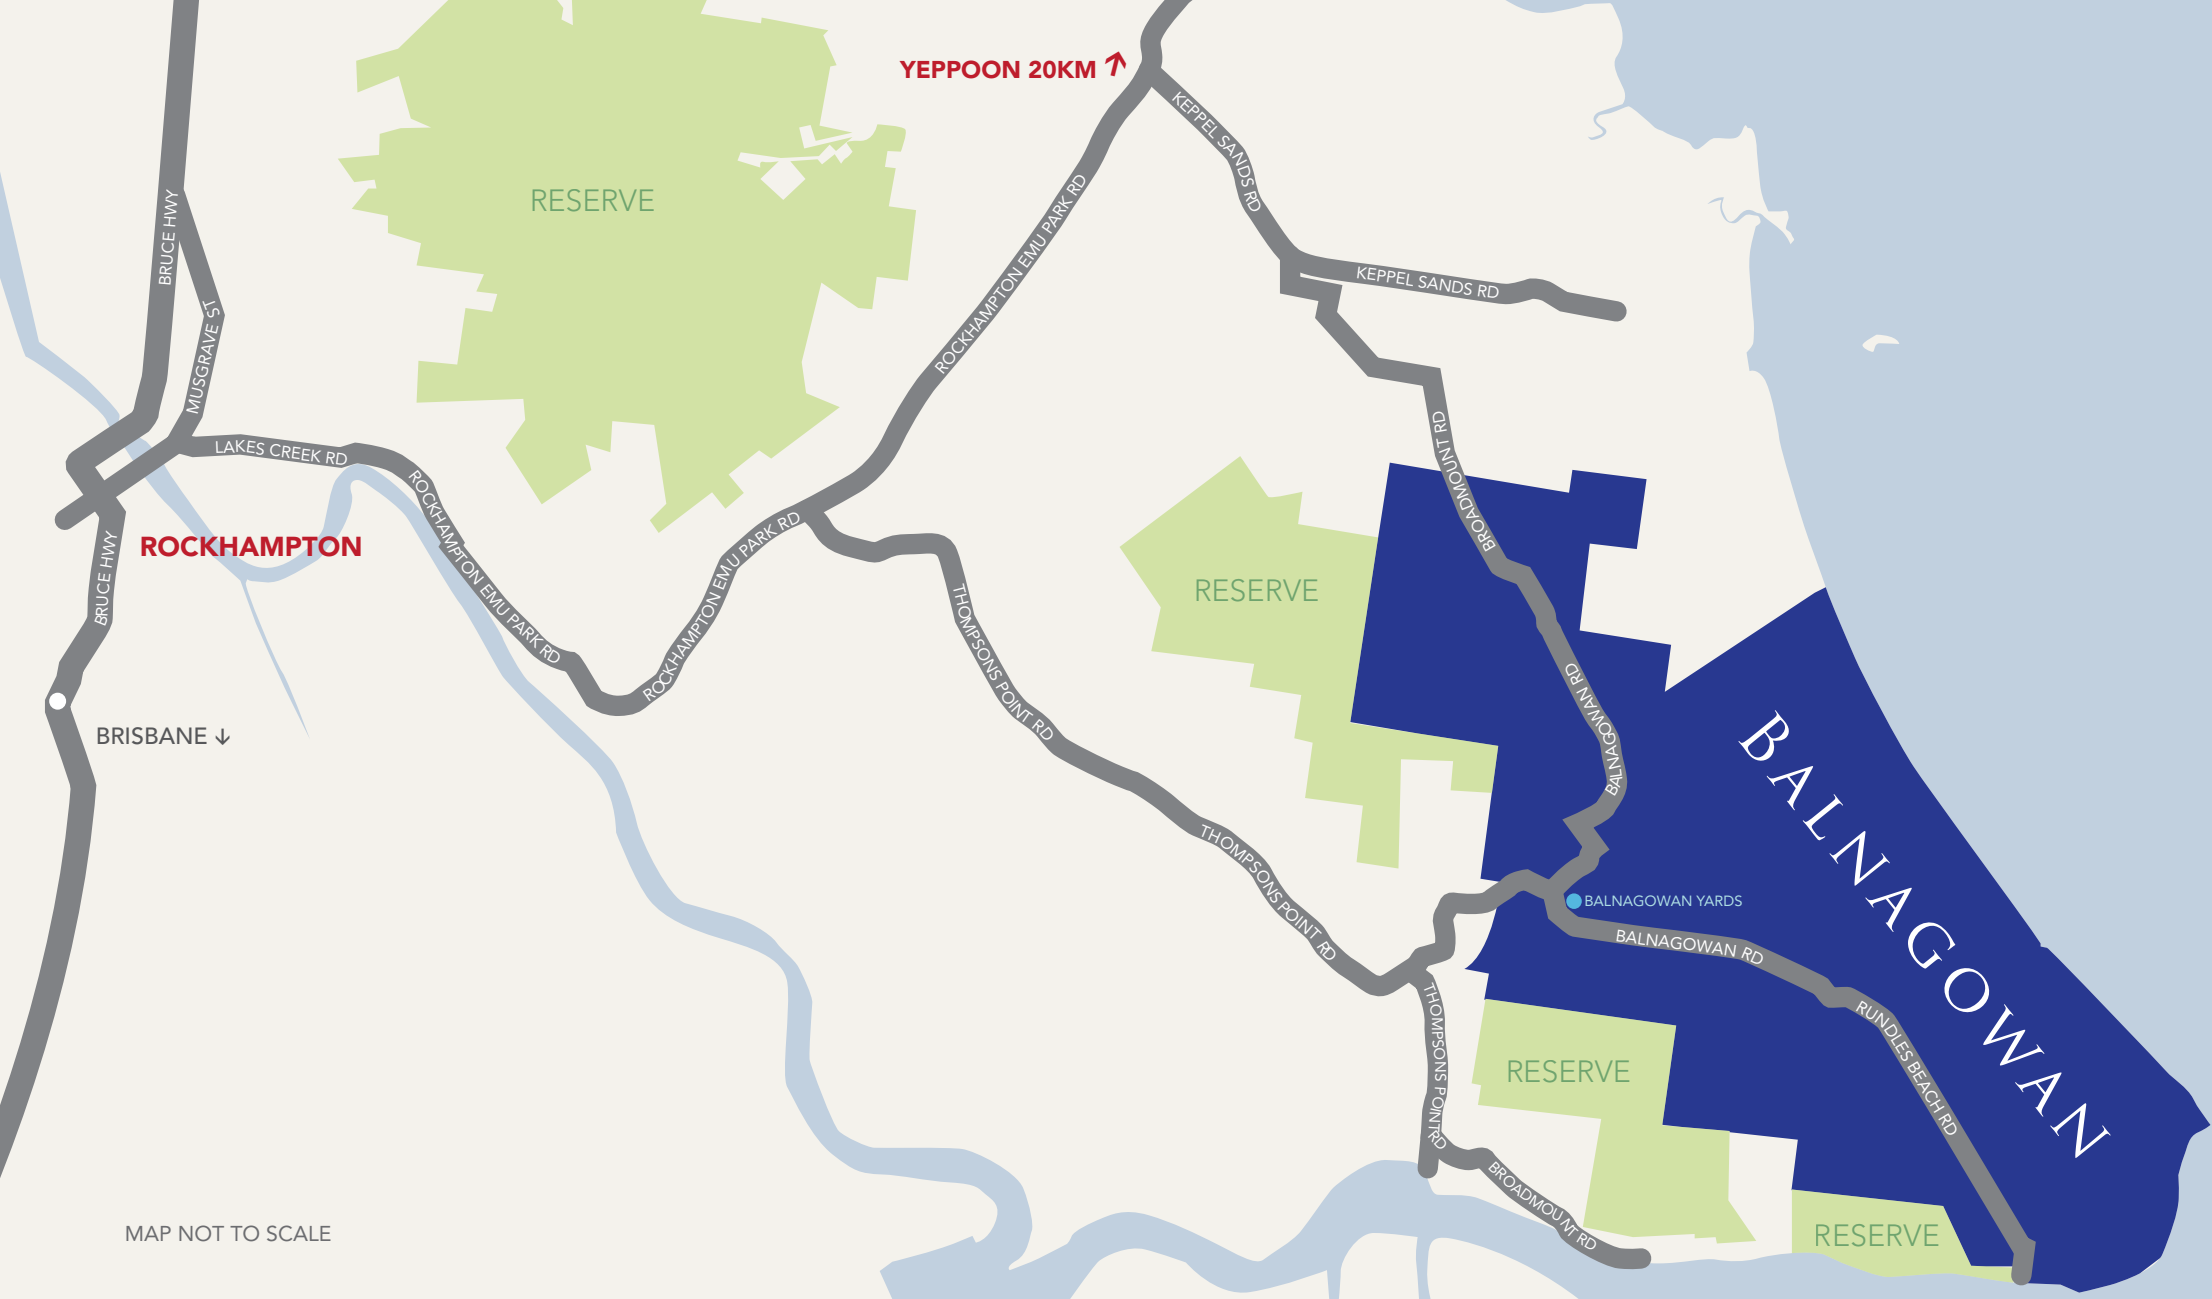 YEPPOON 20KM ↗
KEPPEL SANDS RD
RESERVE
BRUCE HWY
ROCKHAMPTON EMU PARK RD
KEPPEL SANDS RD
MUSGRAVE ST
LAKES CREEK RD
BROADMOUNT RD
ROCKHAMPTON
ROCKHAMPTON EMU PARK RD
ROCKHAMPTON EMU PARK RD
BRUCE HWY
RESERVE
THOMPSONS POINT RD
BALNAGOWAN RD
BRISBANE ↓
BALNAGOWAN
THOMPSONS POINT RD
BALNAGOWAN YARDS
BALNAGOWAN RD
THOMPSONS POINT RD
RESERVE
RUNDLES BEACH RD
BROADMOUNT RD
MAP NOT TO SCALE
RESERVE